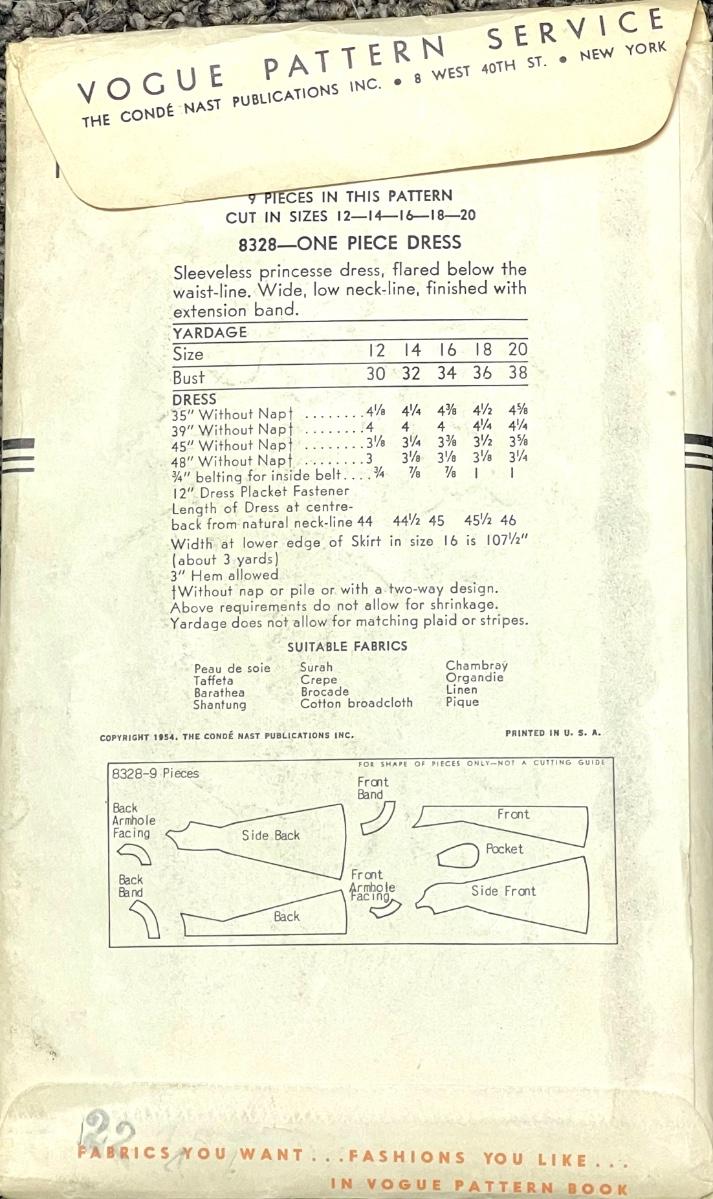 VOGUE PATTERN SERVICE
THE CONDÉ NAST PUBLICATIONS INC. • 8 WEST 40TH ST. • NEW YORK
9 PIECES IN THIS PATTERN
CUT IN SIZES 12—14—16—18—20
8328—ONE PIECE DRESS
Sleeveless princesse dress, flared below the
waist-line. Wide, low neck-line, finished with
extension band.
YARDAGE
Size 12 14 16 18 20
Bust 30 32 34 36 38
DRESS
35" Without Nap† ........4⅛ 4¼ 4⅜ 4½ 4⅝
39" Without Nap† ........4 4 4 4¼ 4¼
45" Without Nap† ........3⅛ 3¼ 3⅜ 3½ 3⅝
48" Without Nap† ........3 3⅛ 3⅛ 3⅛ 3¼
¾" belting for inside belt....¾ ⅞ ⅞ 1 1
12" Dress Placket Fastener
Length of Dress at centre-
back from natural neck-line 44 44½ 45 45½ 46
Width at lower edge of Skirt in size 16 is 107½"
(about 3 yards)
3" Hem allowed
†Without nap or pile or with a two-way design.
Above requirements do not allow for shrinkage.
Yardage does not allow for matching plaid or stripes.
SUITABLE FABRICS
Peau de soie Surah Chambray
Taffeta Crepe Organdie
Barathea Brocade Linen
Shantung Cotton broadcloth Pique
COPYRIGHT 1954. THE CONDÉ NAST PUBLICATIONS INC. PRINTED IN U. S. A.
FOR SHAPE OF PIECES ONLY—NOT A CUTTING GUIDE
8328-9 Pieces
Back
Armhole
Facing
Side Back
Front
Band
Front
Pocket
Back
Band
Back
Front
Armhole
Facing
Side Front
22
FABRICS YOU WANT...FASHIONS YOU LIKE...
IN VOGUE PATTERN BOOK